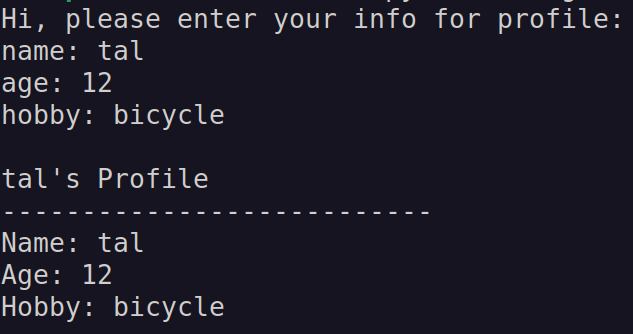 Hi, please enter your info for profile:
name: tal
age: 12
hobby: bicycle
tal's Profile
---------------------------
Name: tal
Age: 12
Hobby: bicycle